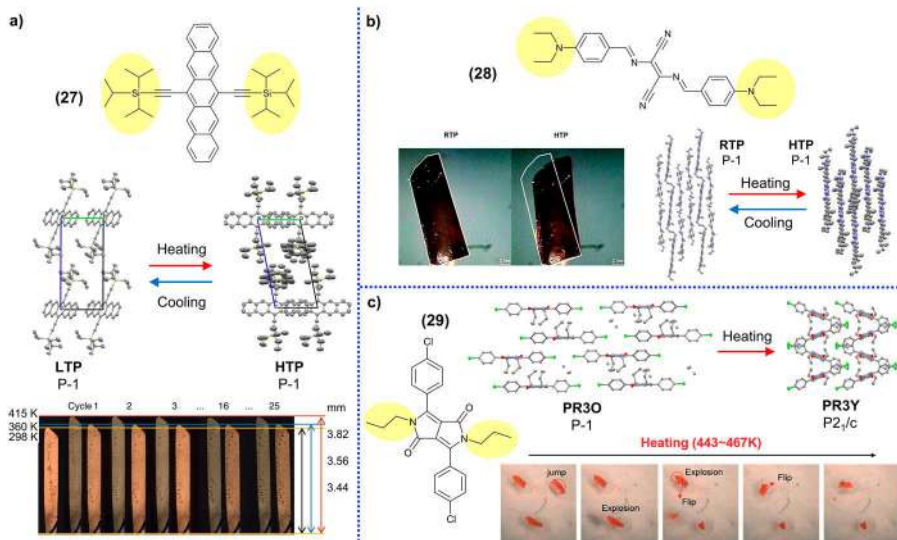 a)
(27)
Si
Si
LTP
P-1
Heating
Cooling
HTP
P-1
Cycle 1 2 3 ... 16 ... 25 mm
415 K
360 K
298 K
3.82
3.56
3.44
b)
(28)
N
CN
N
N
CN
N
RTP
HTP
RTP
P-1
Heating
Cooling
HTP
P-1
c)
(29)
Cl
O
N
N
O
Cl
PR3O
P-1
Heating
PR3Y
P2₁/c
Heating (443~467K)
jump
Explosion
Explosion
Flip
Flip